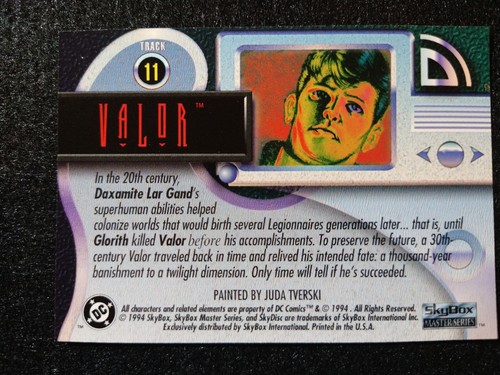 TRACK
11
VALOR™
In the 20th century,
Daxamite Lar Gand's
superhuman abilities helped
colonize worlds that would birth several Legionnaires generations later... that is, until
Glorith killed Valor before his accomplishments. To preserve the future, a 30th-
century Valor traveled back in time and relived his intended fate: a thousand-year
banishment to a twilight dimension. Only time will tell if he's succeeded.
PAINTED BY JUDA TVERSKI
DC
™
All characters and related elements are property of DC Comics™ & © 1994 . All Rights Reserved.
© 1994 SkyBox, SkyBox Master Series, and SkyDisc are trademarks of SkyBox International Inc.
Exclusively distributed by SkyBox International. Printed in the U.S.A.
SkyBox
MASTER SERIES™